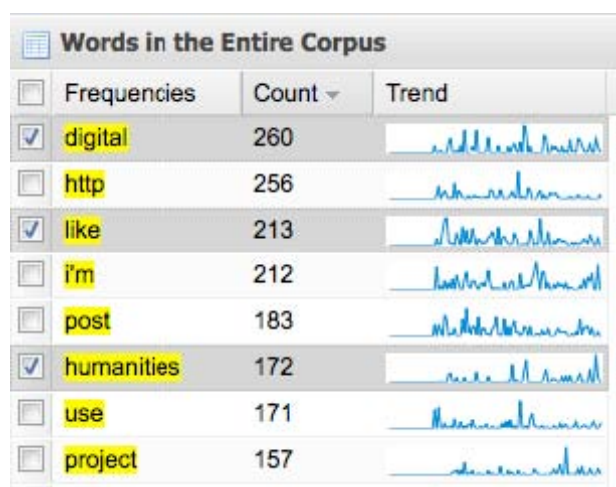 Words in the Entire Corpus
Frequencies Count Trend
digital 260
http 256
like 213
i'm 212
post 183
humanities 172
use 171
project 157